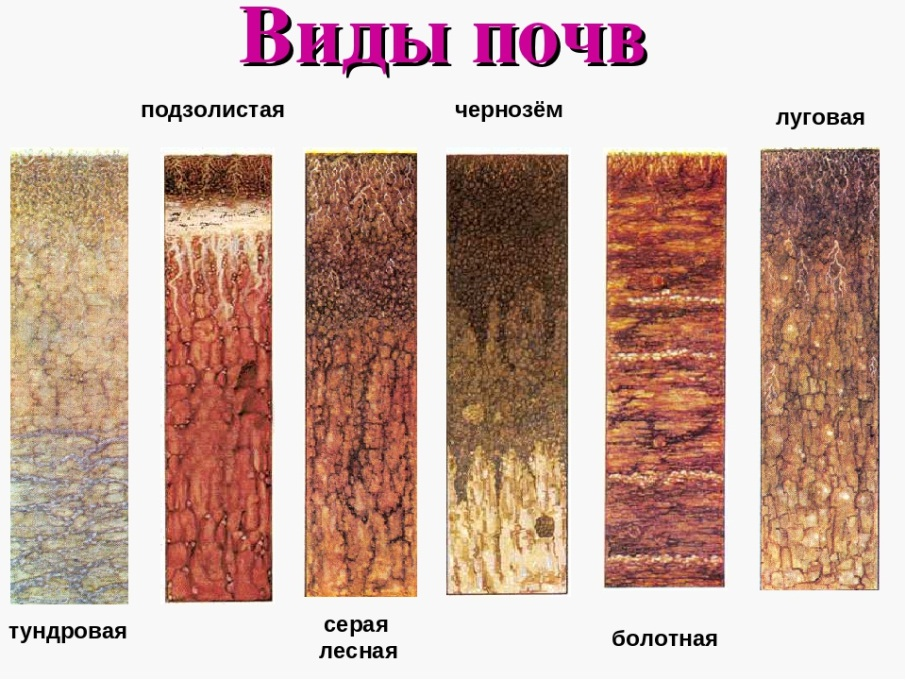 Виды почв
подзолистая
чернозём
луговая
тундровая
серая
лесная
болотная